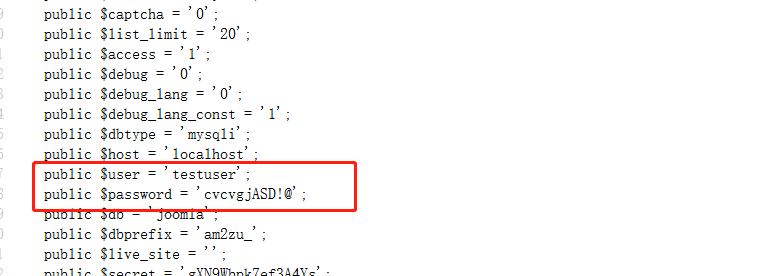 public $captcha = '0';
public $list_limit = '20';
public $access = '1';
public $debug = '0';
public $debug_lang = '0';
public $debug_lang_const = '1';
public $dbtype = 'mysqli';
public $host = 'localhost';
public $user = 'testuser';
public $password = 'cvcvgjASD!@';
public $db = 'joomla';
public $dbprefix = 'am2zu_';
public $live_site = '';
public $secret =